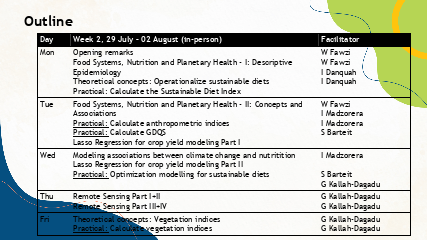 Outline
Day Week 2, 29 July - 02 August (in-person) Facilitator
Mon Opening remarks W Fawzi
Food Systems, Nutrition and Planetary Health - I: Descriptive W Fawzi
Epidemiology I Danquah
Theoretical concepts: Operationalize sustainable diets I Danquah
Practical: Calculate the Sustainable Diet Index
Tue Food Systems, Nutrition and Planetary Health - II: Concepts and W Fawzi
Associations I Madzorera
Practical: Calculate anthropometric indices I Madzorera
Practical: Calculate GDQS S Barteit
Lasso Regression for crop yield modeling Part I
Wed Modeling associations between climate change and nutritition I Madzorera
Lasso Regression for crop yield modeling Part II
Practical: Optimization modelling for sustainable diets S Barteit
G Kallah-Dagadu
Thu Remote Sensing Part I+II G Kallah-Dagadu
Remote Sensing Part III-IV G Kallah-Dagadu
Fri Theoretical concepts: Vegetation indices G Kallah-Dagadu
Practical: Calculate vegetation indices G Kallah-Dagadu